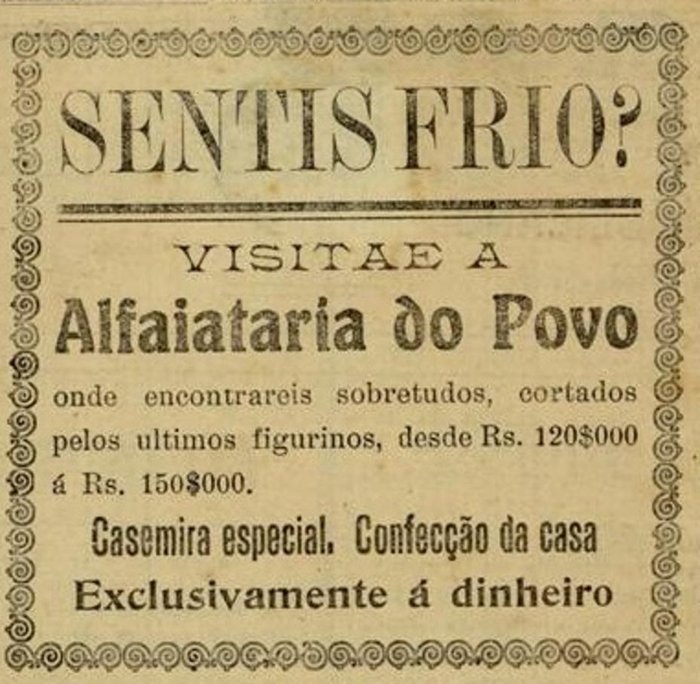 SENTIS FRIO?
VISITAE A
Alfaiataria do Povo
onde encontrareis sobretudos, cortados
pelos ultimos figurinos, desde Rs. 120$000
á Rs. 150$000.
Casemira especial. Confecção da casa
Exclusivamente á dinheiro